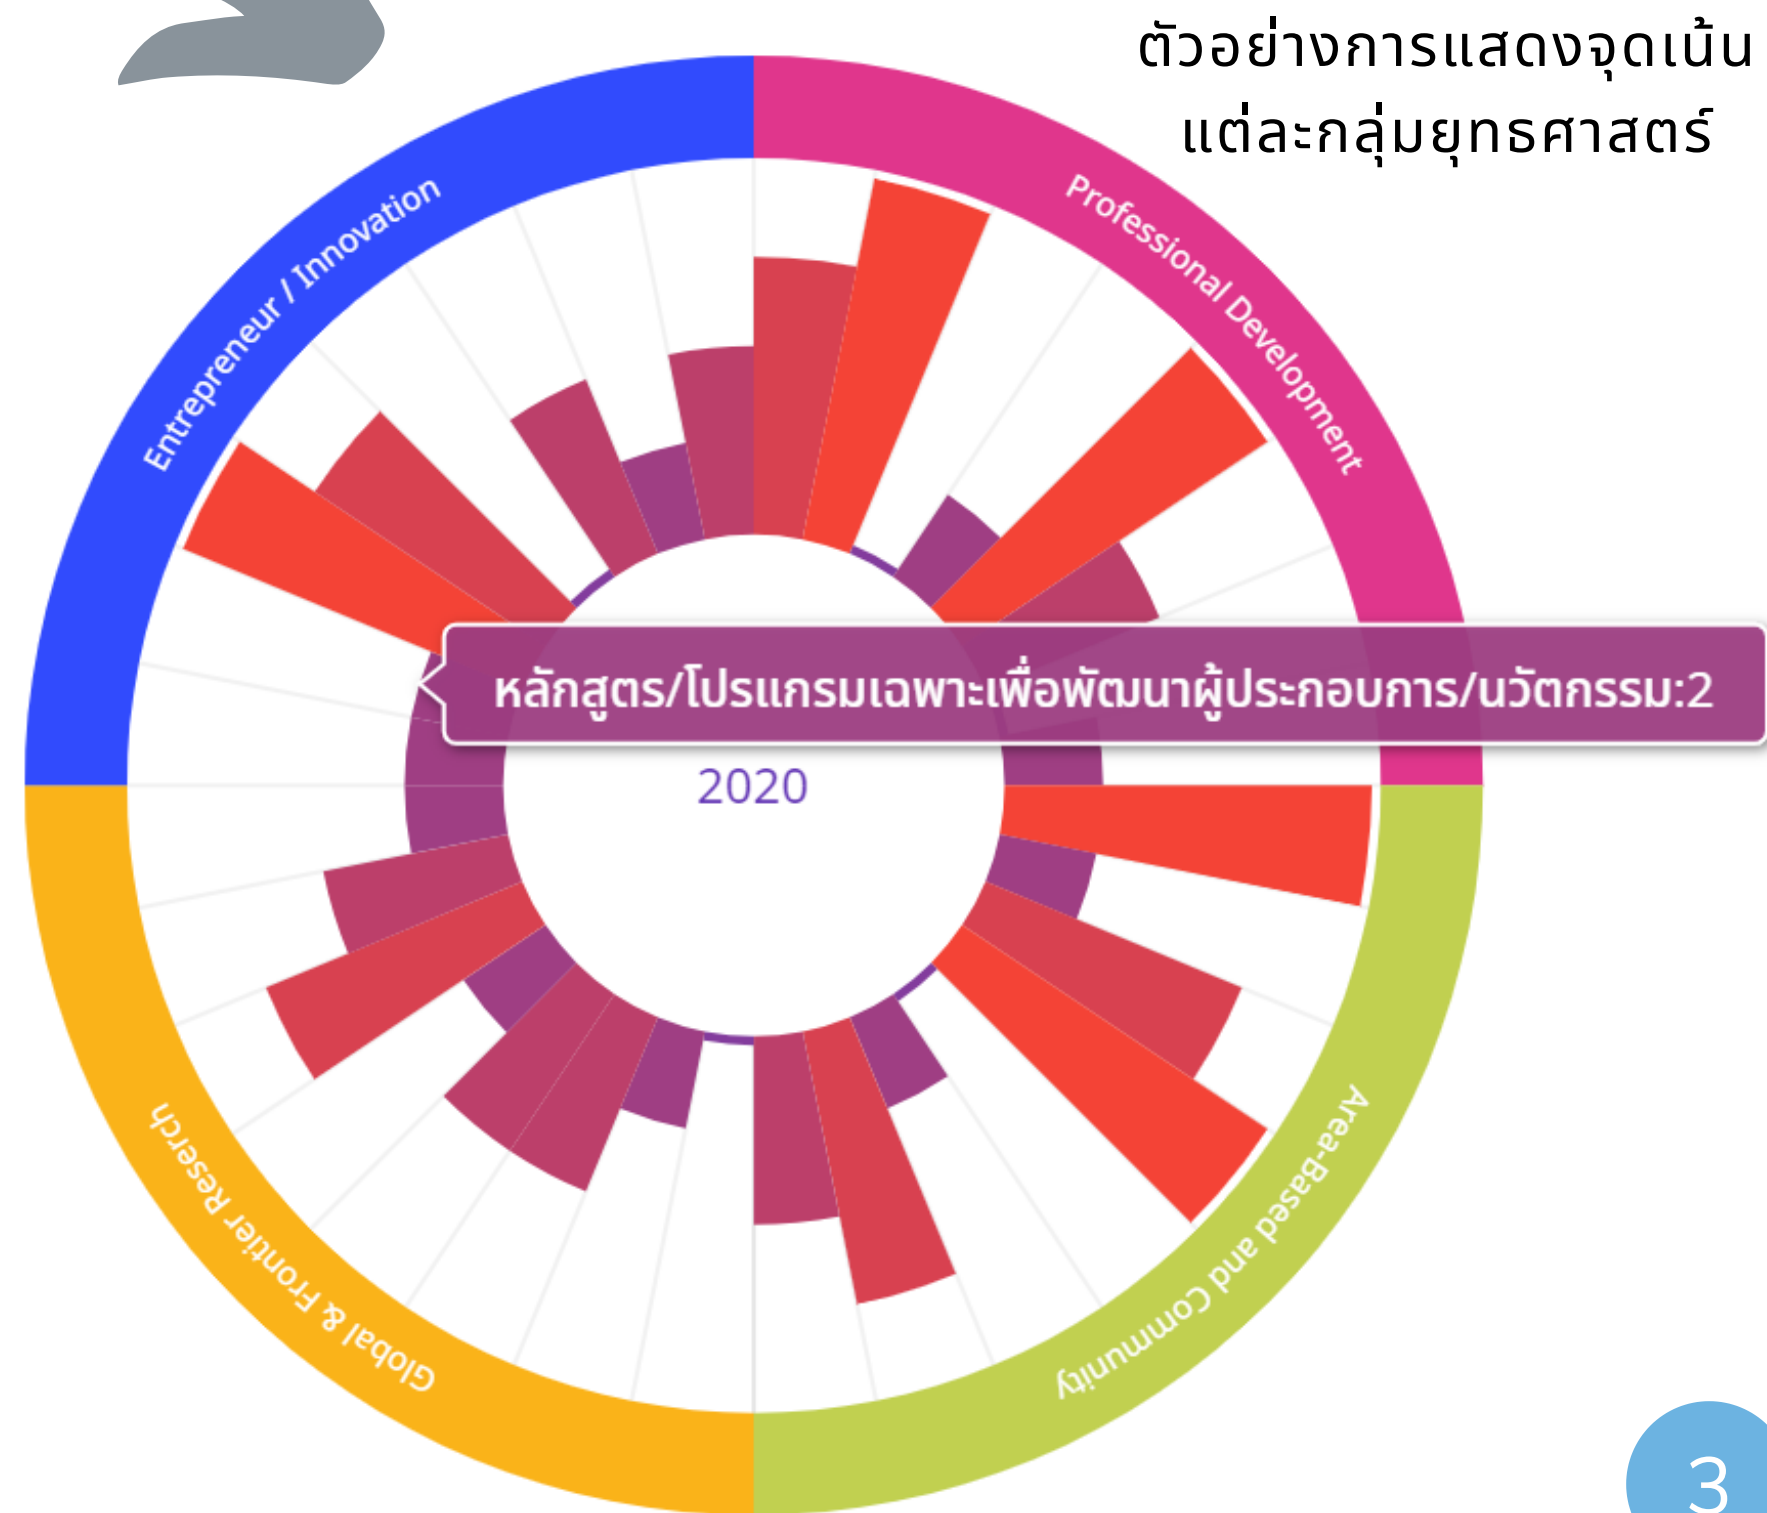 ตัวอย่างการแสดงจุดเน้น
แต่ละกลุ่มยุทธศาสตร์
Entrepreneur / Innovation
Professional Development
หลักสูตร/โปรแกรมเฉพาะเพื่อพัฒนาผู้ประกอบการ/นวัตกรรม:2
2020
Global & Frontier Reserch
Area-Based and Community
3